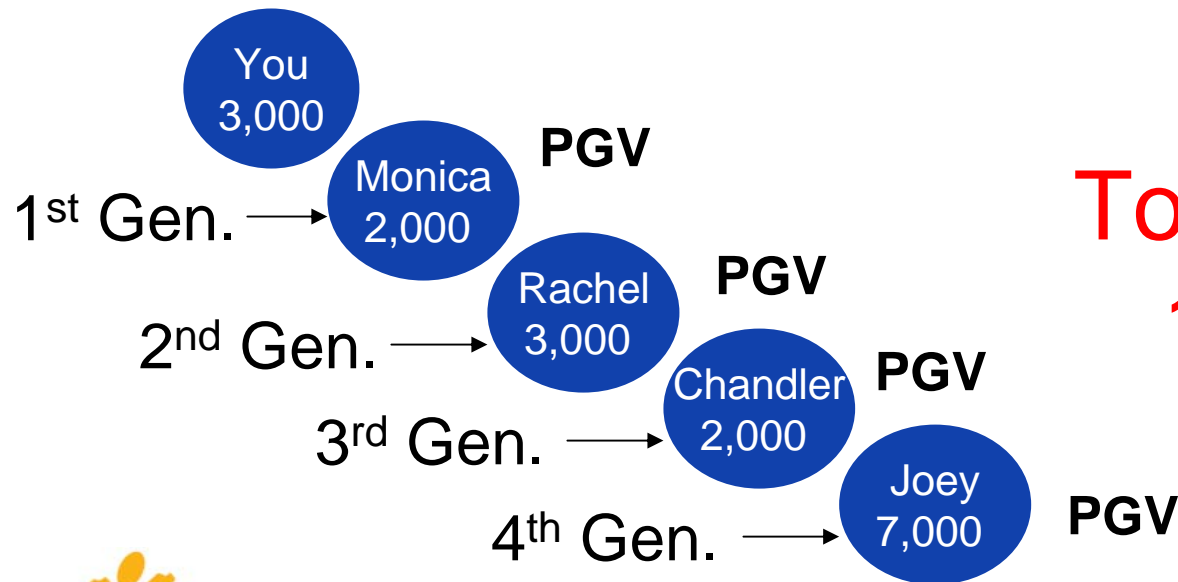 You
3,000
PGV
Monica
2,000
1st Gen.
PGV
Rachel
3,000
2nd Gen.
PGV
Chandler
2,000
3rd Gen.
Joey
7,000
PGV
4th Gen.